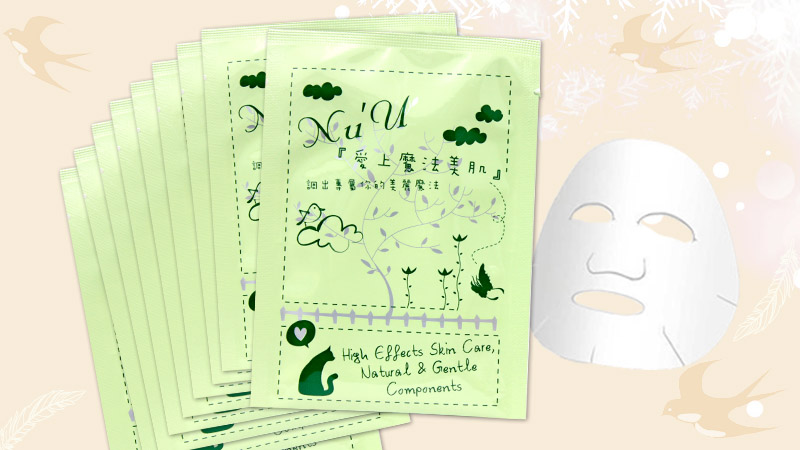 Nu'U
『愛上魔法美肌』
調出專屬你的美麗魔法
High Effects Skin Care,
Natural & Gentle
Components